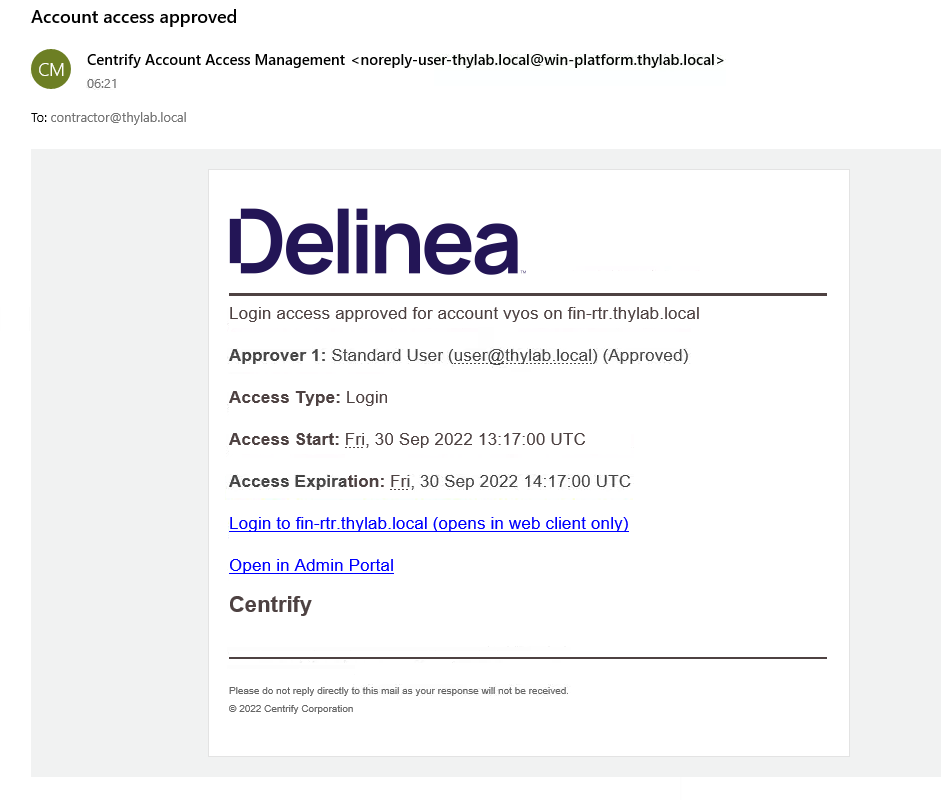 Account access approved
CM
Centrify Account Access Management <noreply-user-thylab.local@win-platform.thylab.local>
06:21
To: contractor@thylab.local
Delinea™
Login access approved for account vyos on fin-rtr.thylab.local
Approver 1: Standard User (user@thylab.local) (Approved)
Access Type: Login
Access Start: Fri, 30 Sep 2022 13:17:00 UTC
Access Expiration: Fri, 30 Sep 2022 14:17:00 UTC
Login to fin-rtr.thylab.local (opens in web client only)
Open in Admin Portal
Centrify
Please do not reply directly to this mail as your response will not be received.
© 2022 Centrify Corporation